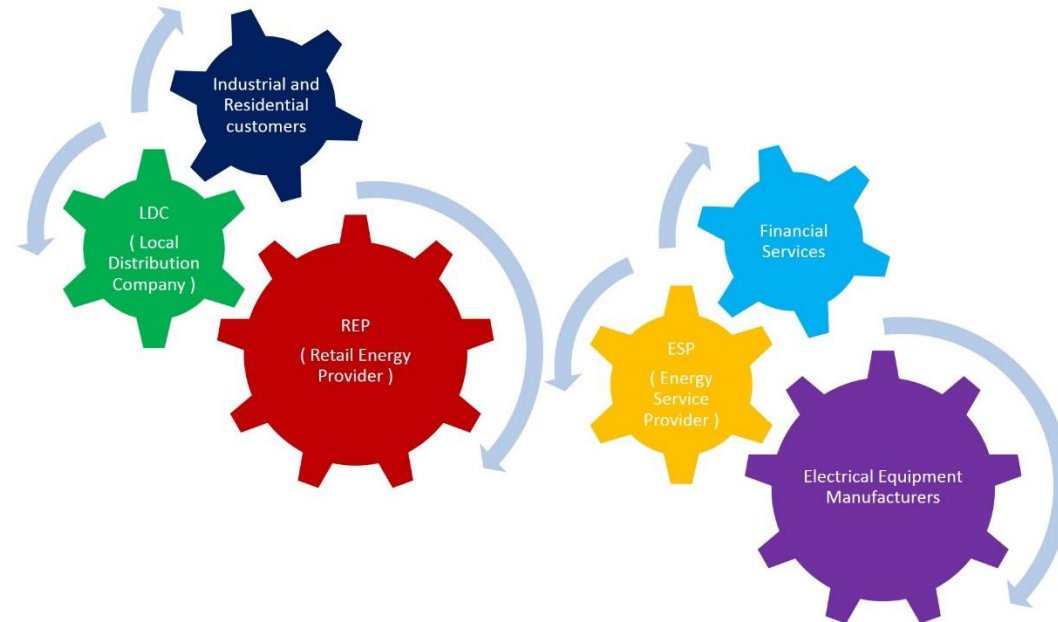 Industrial and
Residential
customers
LDC
( Local
Distribution
Company )
REP
( Retail Energy
Provider )
Financial
Services
ESP
( Energy
Service
Provider )
Electrical Equipment
Manufacturers